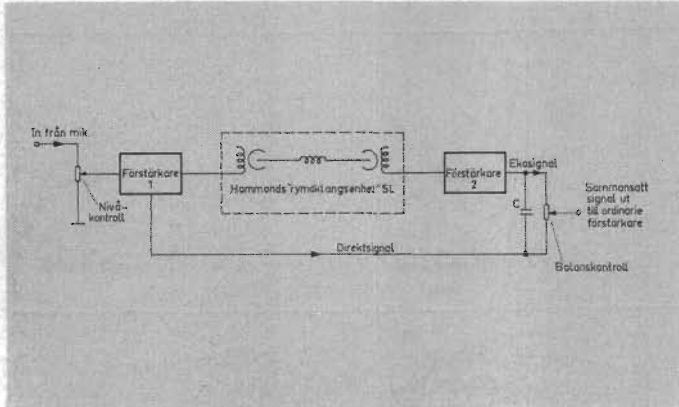 In från mik.
Nivå-
kontroll
Förstärkare
1
Hammonds "rymdklangsenhet" 5L
Förstärkare
2
Ekosignal
C
Sammansatt
signal ut
till ordinarie
förstärkare
Balanskontroll
Direktsignal